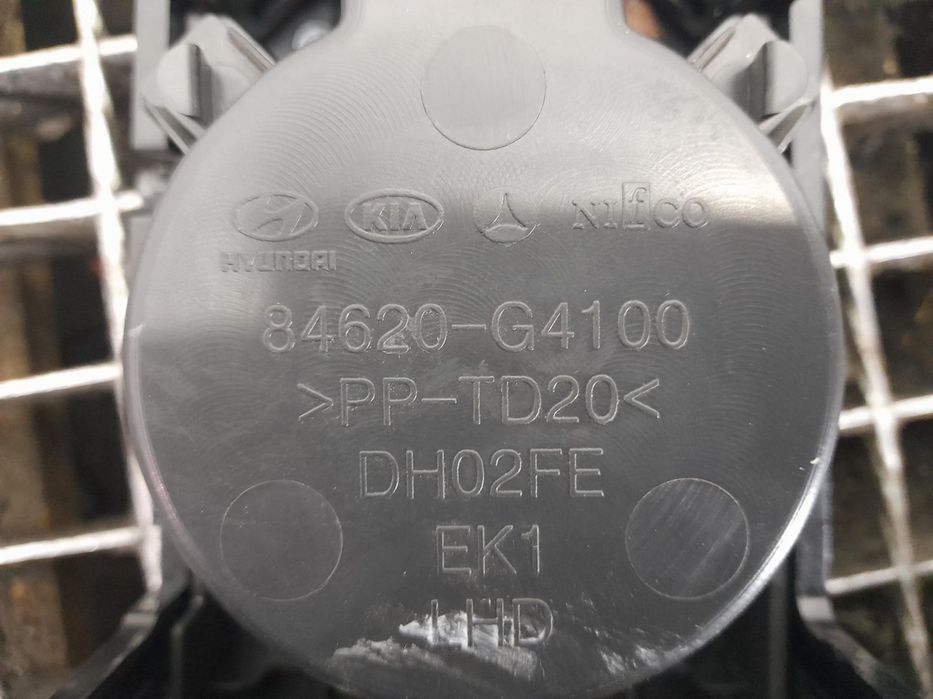 HYUNDAI KIA NIFCO
84620-G4100
>PP-TD20<
DH02FE
EK1
LHD